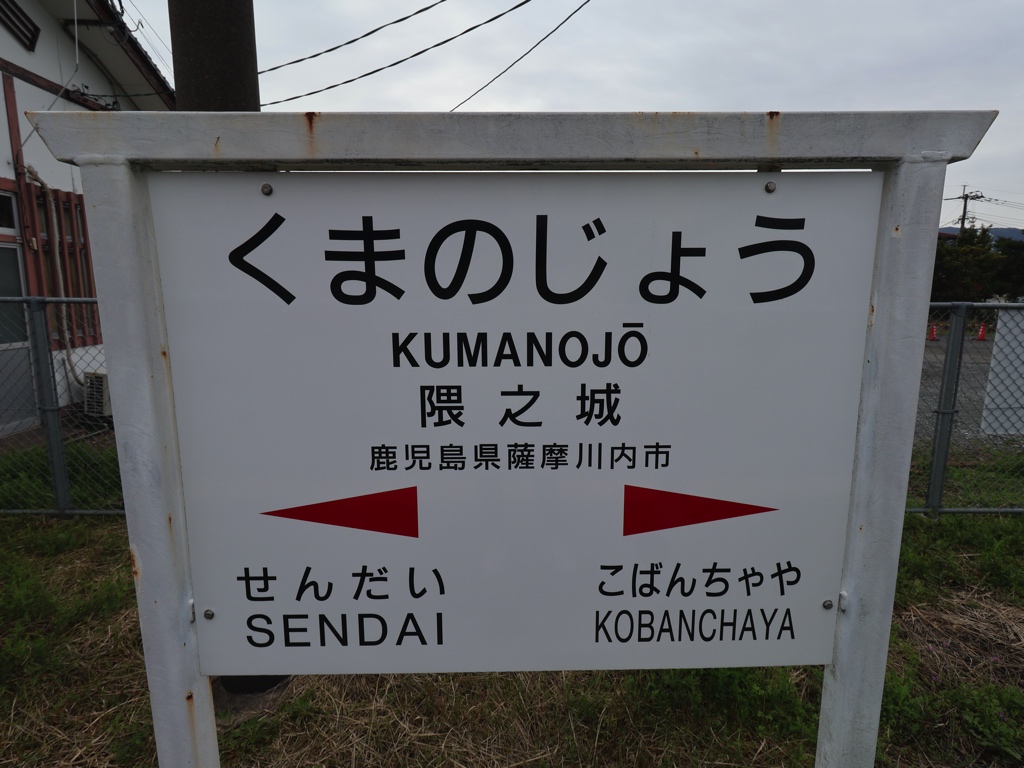 くまのじょう
KUMANOJŌ
隈之城
鹿児島県薩摩川内市
せんだい
SENDAI
こばんちゃや
KOBANCHAYA